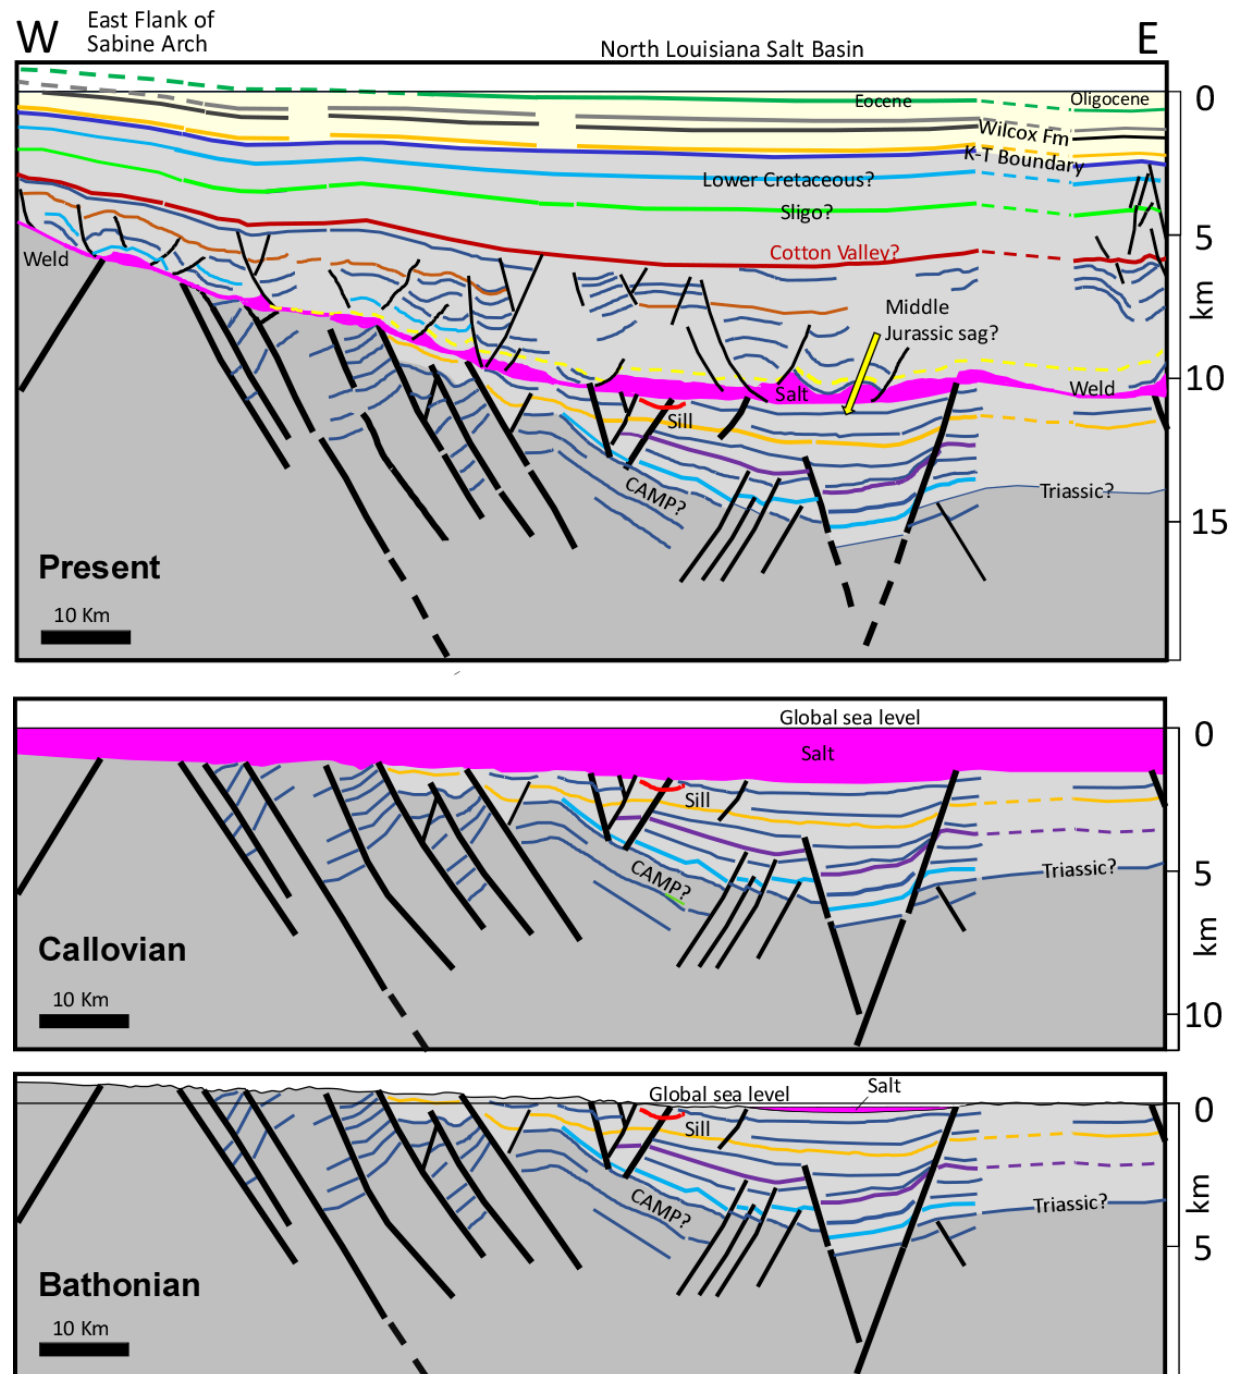 W
East Flank of
Sabine Arch
North Louisiana Salt Basin
E
0
Eocene
Oligocene
Wilcox Fm
K-T Boundary
Lower Cretaceous?
Sligo?
5
Cotton Valley?
Weld
km
Middle
Jurassic sag?
10
Salt
Weld
Sill
CAMP?
Triassic?
15
Present
10 Km
Global sea level
0
Salt
Sill
CAMP?
Triassic?
5
km
Callovian
10 Km
10
Global sea level
Salt
0
Sill
CAMP?
Triassic?
km
5
Bathonian
10 Km